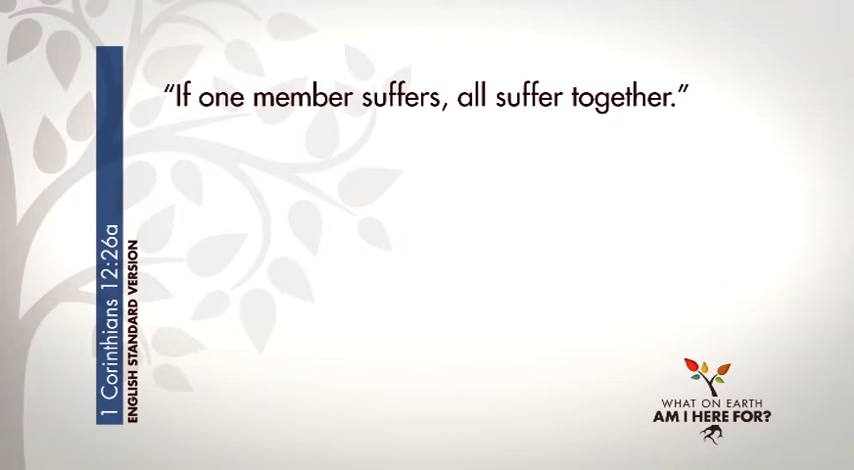 “If one member suffers, all suffer together.”
1 Corinthians 12:26a
ENGLISH STANDARD VERSION
WHAT ON EARTH
AM I HERE FOR?